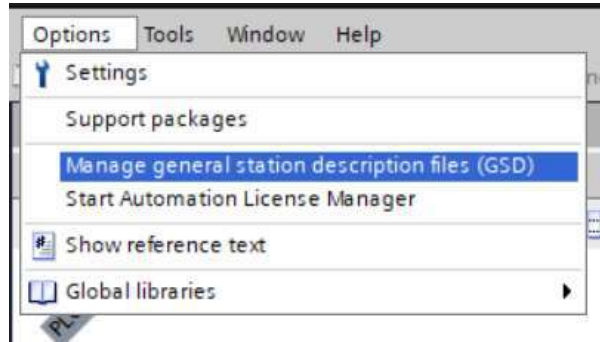 Options Tools Window Help
Settings
Support packages
Manage general station description files (GSD)
Start Automation License Manager
Show reference text
Global libraries